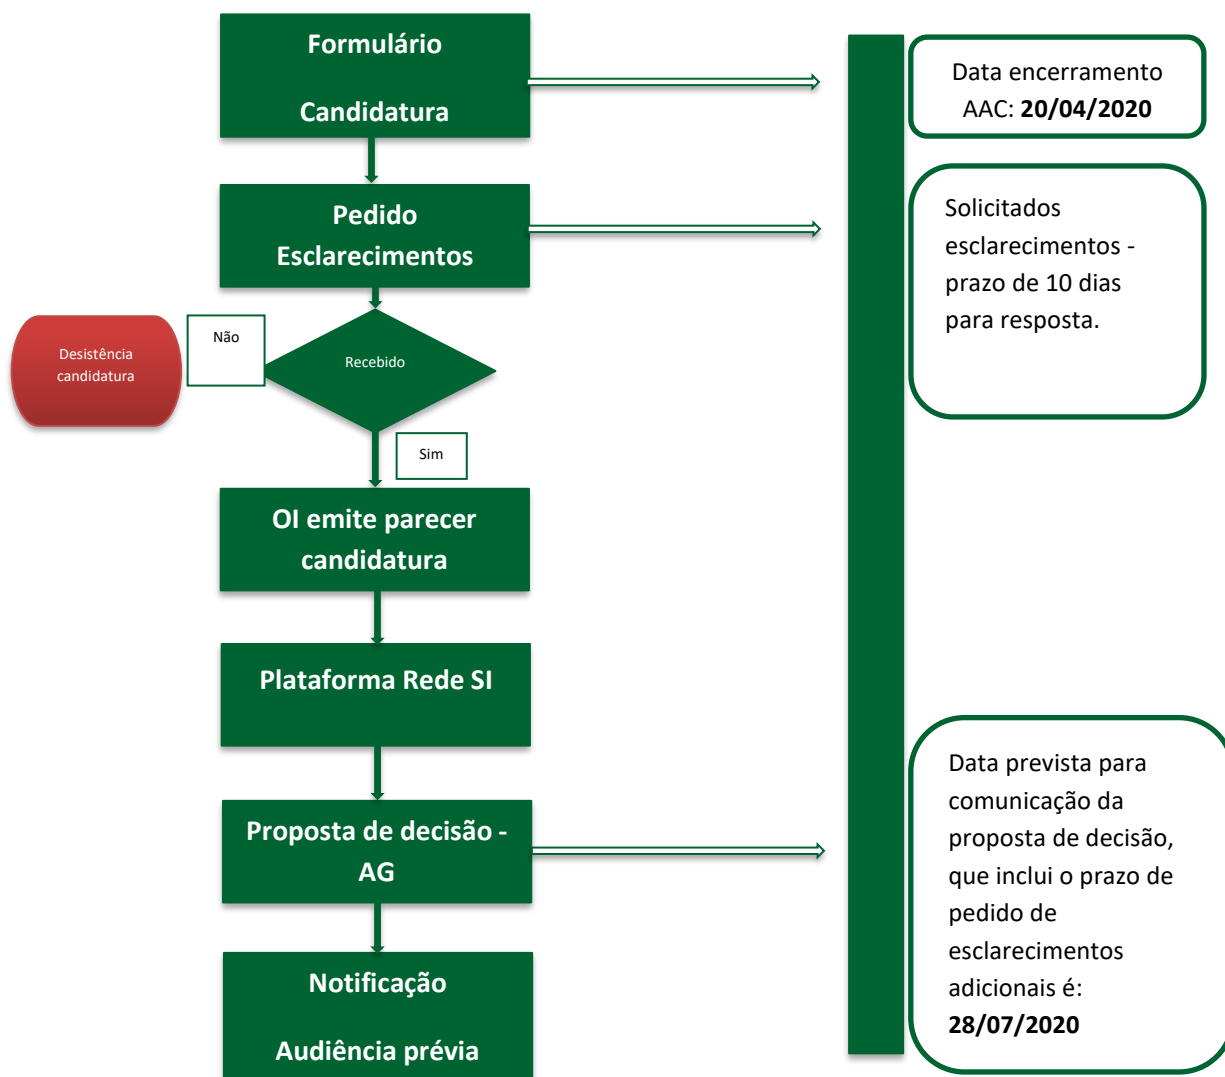 Formulário
Candidatura
Data encerramento
AAC: 20/04/2020
Pedido
Esclarecimentos
Solicitados
esclarecimentos -
prazo de 10 dias
para resposta.
Não
Desistência
candidatura
Recebido
Sim
OI emite parecer
candidatura
Plataforma Rede SI
Proposta de decisão -
AG
Data prevista para
comunicação da
proposta de decisão,
que inclui o prazo de
pedido de
esclarecimentos
adicionais é:
28/07/2020
Notificação
Audiência prévia